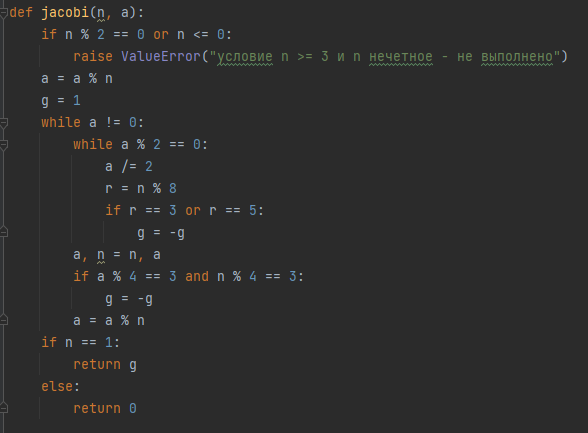 def jacobi(n, a):
    if n % 2 == 0 or n <= 0:
        raise ValueError("условие n >= 3 и n нечетное - не выполнено")
    a = a % n
    g = 1
    while a != 0:
        while a % 2 == 0:
            a /= 2
            r = n % 8
            if r == 3 or r == 5:
                g = -g
        a, n = n, a
        if a % 4 == 3 and n % 4 == 3:
            g = -g
        a = a % n
    if n == 1:
        return g
    else:
        return 0